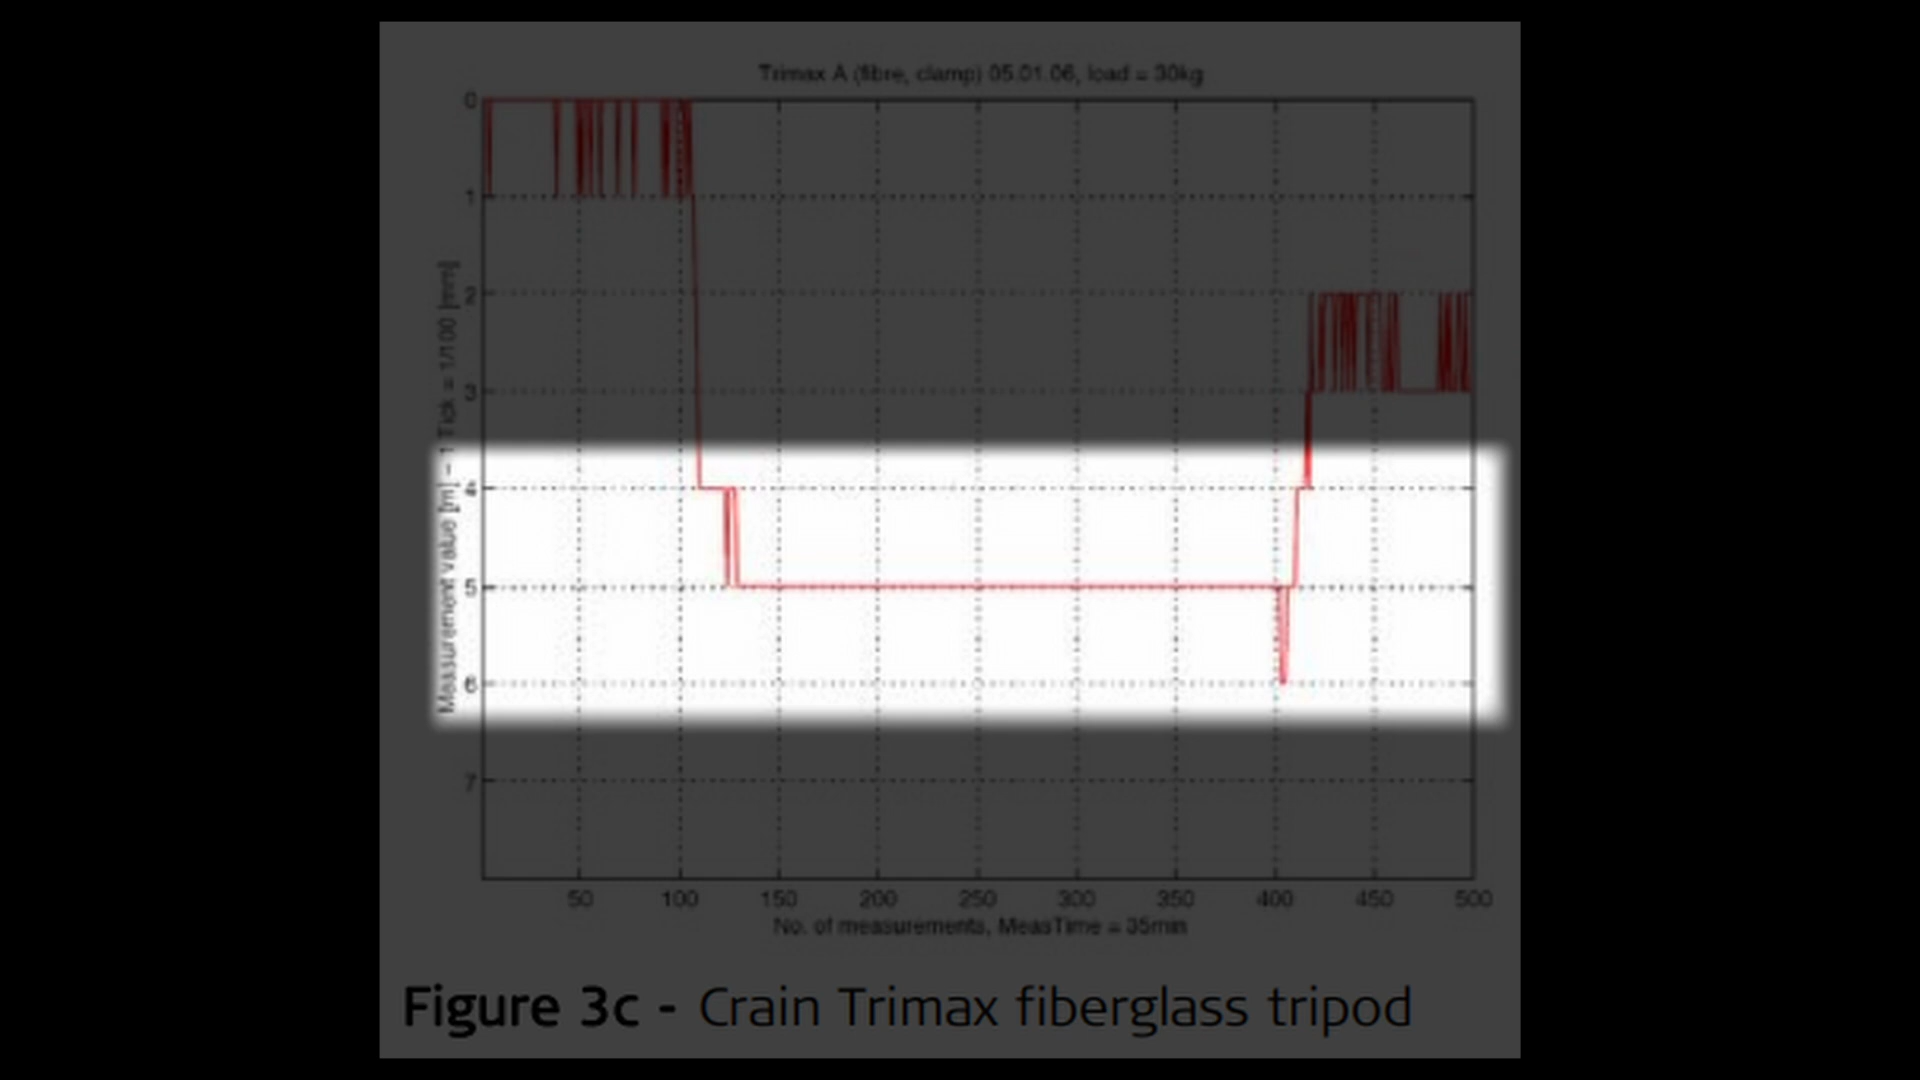 Trimax A (fibre, clamp) 05.01.06, load = 30kg
Measurement value [m] – 1 Tick = 1/100 [mm]
0
1
2
3
4
5
6
7
50 100 150 200 250 300 350 400 450 500
No. of measurements, MeasTime = 35min
Figure 3c - Crain Trimax fiberglass tripod